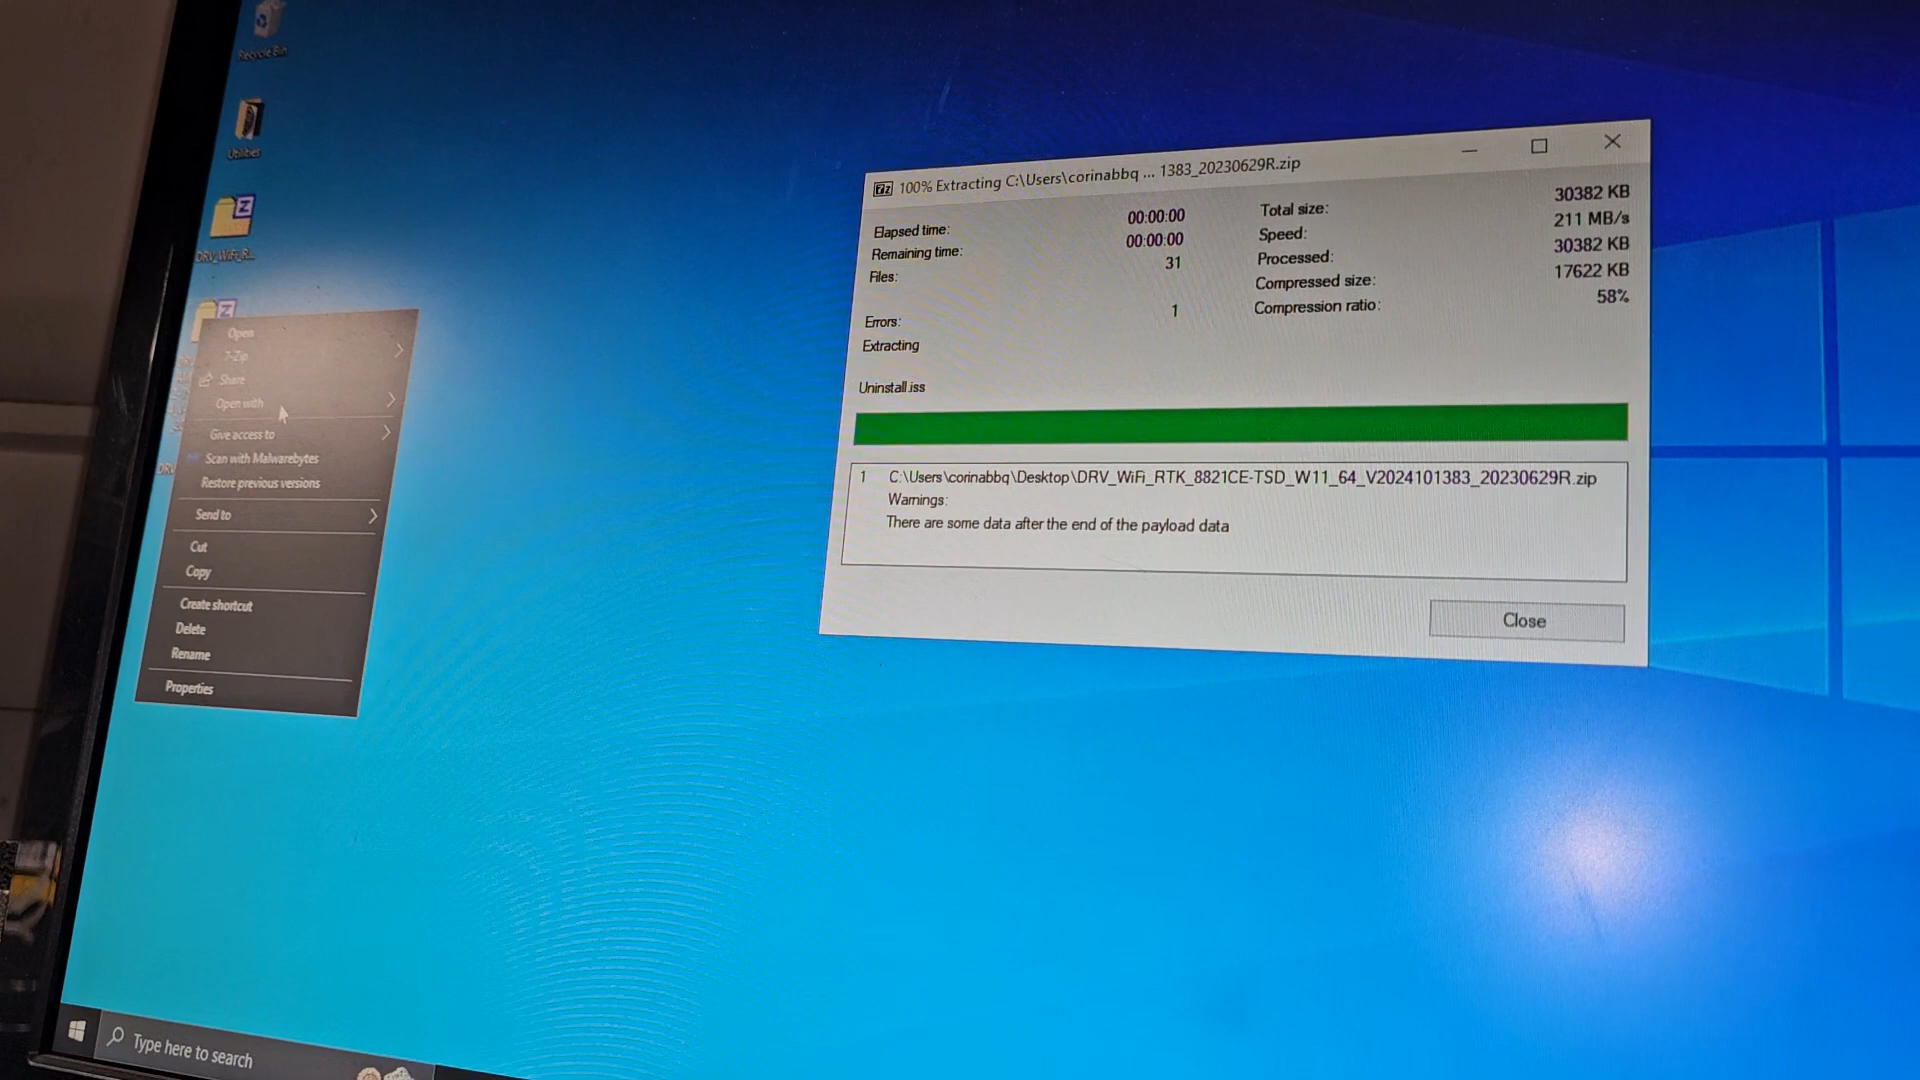 Recycle Bin
Utilities
DRV_WiFi_R...
Open
7-Zip
Share
Open with
Give access to
Scan with Malwarebytes
Restore previous versions
Send to
Cut
Copy
Create shortcut
Delete
Rename
Properties
DRV
100% Extracting C:\Users\corinabbq ... 1383_20230629R.zip
Elapsed time: 00:00:00
Remaining time: 00:00:00
Files: 31
Errors: 1
Total size: 30382 KB
Speed: 211 MB/s
Processed: 30382 KB
Compressed size: 17622 KB
Compression ratio: 58%
Extracting
Uninstall.iss
1 C:\Users\corinabbq\Desktop\DRV_WiFi_RTK_8821CE-TSD_W11_64_V2024101383_20230629R.zip
Warnings:
There are some data after the end of the payload data
Close
Type here to search